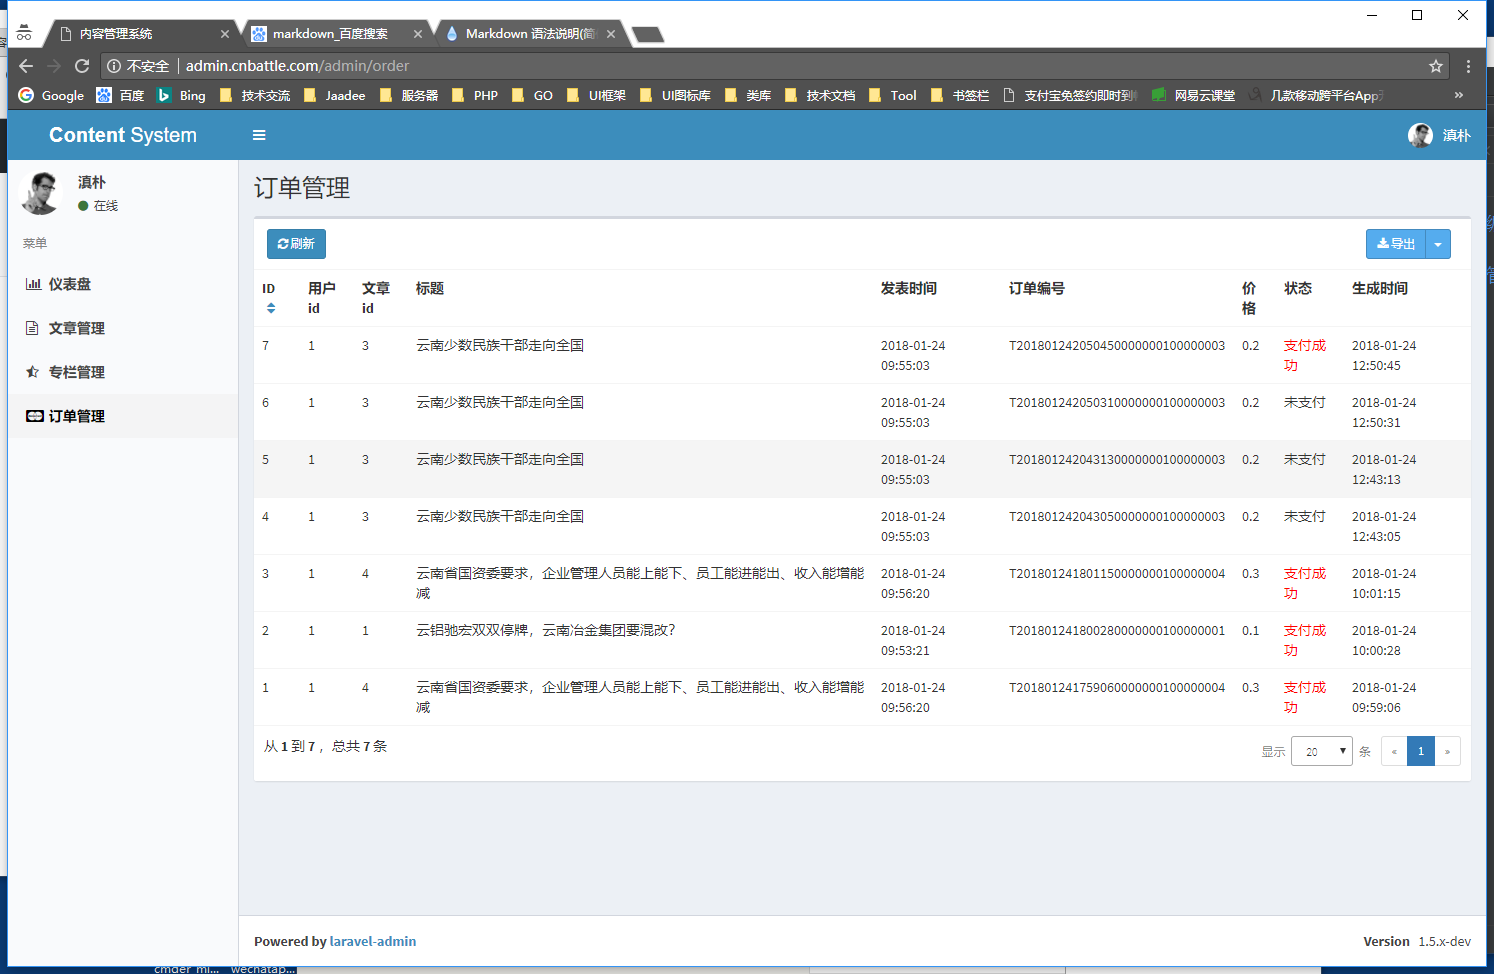 内容管理系统
markdown_百度搜索
Markdown 语法说明(简
不安全
admin.cnbattle.com/admin/order
Google 百度 Bing 技术交流 Jaadee 服务器 PHP GO UI框架 UI图标库 类库 技术文档 Tool 书签栏 支付宝免签约即时到 网易云课堂 几款移动跨平台App »
Content System
滇朴
滇朴
在线
菜单
仪表盘
文章管理
专栏管理
订单管理
订单管理
刷新
导出
ID 用户id 文章id 标题 发表时间 订单编号 价格 状态 生成时间
7 1 3 云南少数民族干部走向全国 2018-01-24 09:55:03 T2018012420504500000001000000003 0.2 支付成功 2018-01-24 12:50:45
6 1 3 云南少数民族干部走向全国 2018-01-24 09:55:03 T2018012420503100000001000000003 0.2 未支付 2018-01-24 12:50:31
5 1 3 云南少数民族干部走向全国 2018-01-24 09:55:03 T2018012420431300000001000000003 0.2 未支付 2018-01-24 12:43:13
4 1 3 云南少数民族干部走向全国 2018-01-24 09:55:03 T2018012420430500000001000000003 0.2 未支付 2018-01-24 12:43:05
3 1 4 云南省国资委要求，企业管理人员能上能下、员工能进能出、收入能增能减 2018-01-24 09:56:20 T2018012418011500000001000000004 0.3 支付成功 2018-01-24 10:01:15
2 1 1 云铝驰宏双双停牌，云南冶金集团要混改？ 2018-01-24 09:53:21 T2018012418002800000001000000001 0.1 支付成功 2018-01-24 10:00:28
1 1 4 云南省国资委要求，企业管理人员能上能下、员工能进能出、收入能增能减 2018-01-24 09:56:20 T2018012417590600000001000000004 0.3 支付成功 2018-01-24 09:59:06
从 1 到 7 ，总共 7 条
显示 20 条 « 1 »
Powered by laravel-admin
Version 1.5.x-dev
cmder_mi... wechatap...